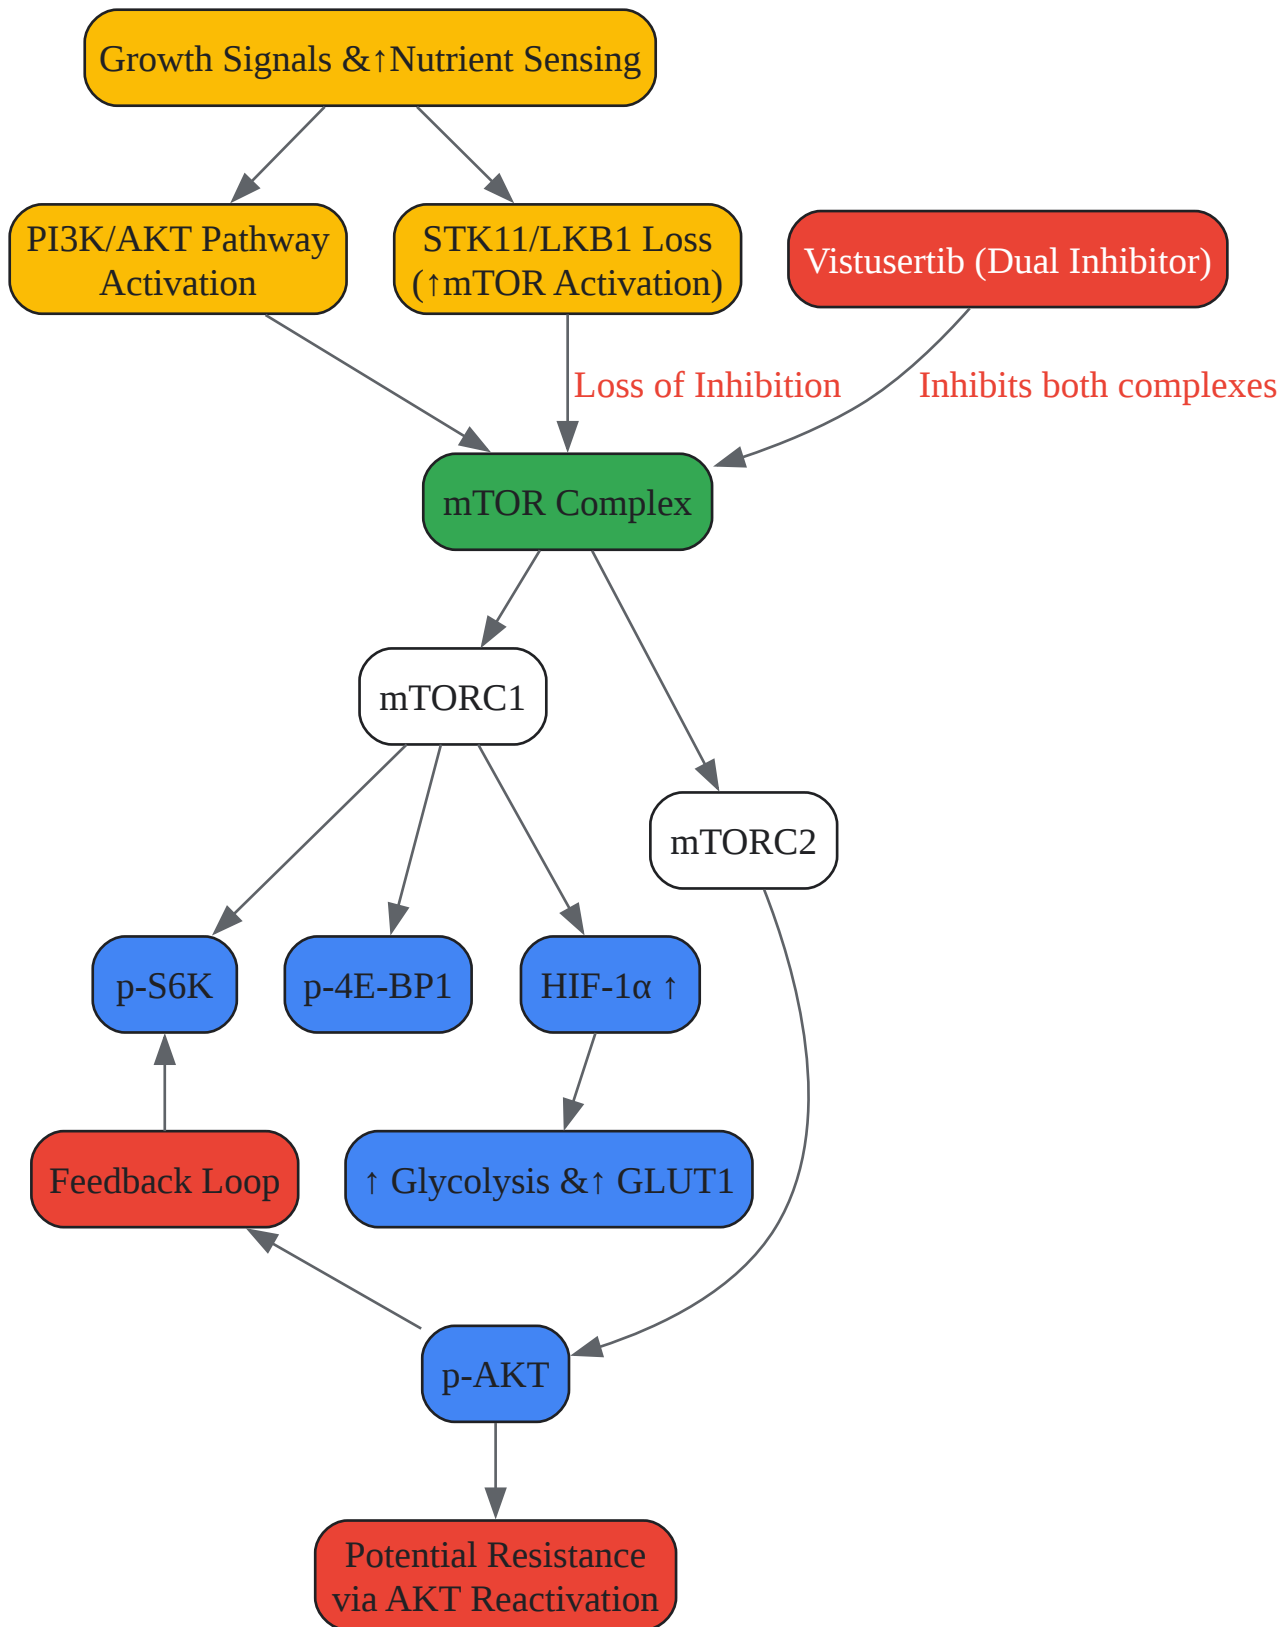 Growth Signals &↑Nutrient Sensing
PI3K/AKT Pathway
Activation
STK11/LKB1 Loss
(↑mTOR Activation)
Vistusertib (Dual Inhibitor)
Loss of Inhibition
Inhibits both complexes
mTOR Complex
mTORC1
mTORC2
p-S6K
p-4E-BP1
HIF-1α ↑
Feedback Loop
↑ Glycolysis &↑ GLUT1
p-AKT
Potential Resistance
via AKT Reactivation